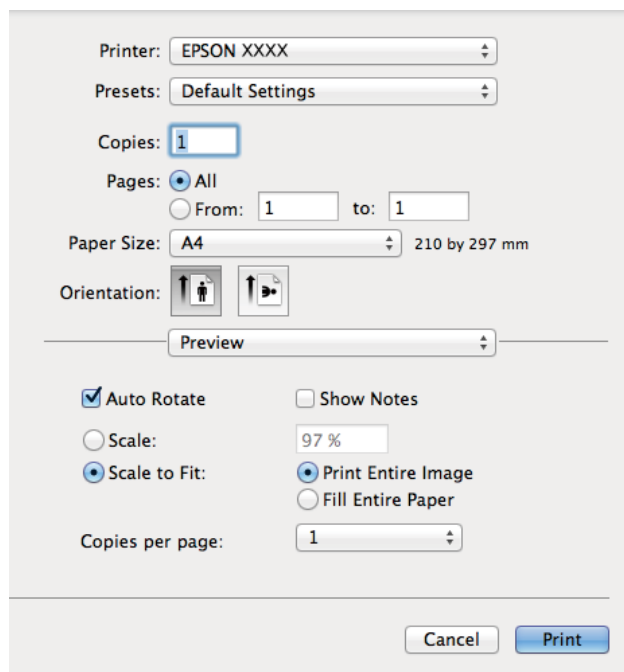 Printer: EPSON XXXX
Presets: Default Settings
Copies: 1
Pages: All
From: 1 to: 1
Paper Size: A4 210 by 297 mm
Orientation:
Preview
Auto Rotate Show Notes
Scale: 97 %
Scale to Fit: Print Entire Image
Fill Entire Paper
Copies per page: 1
Cancel Print